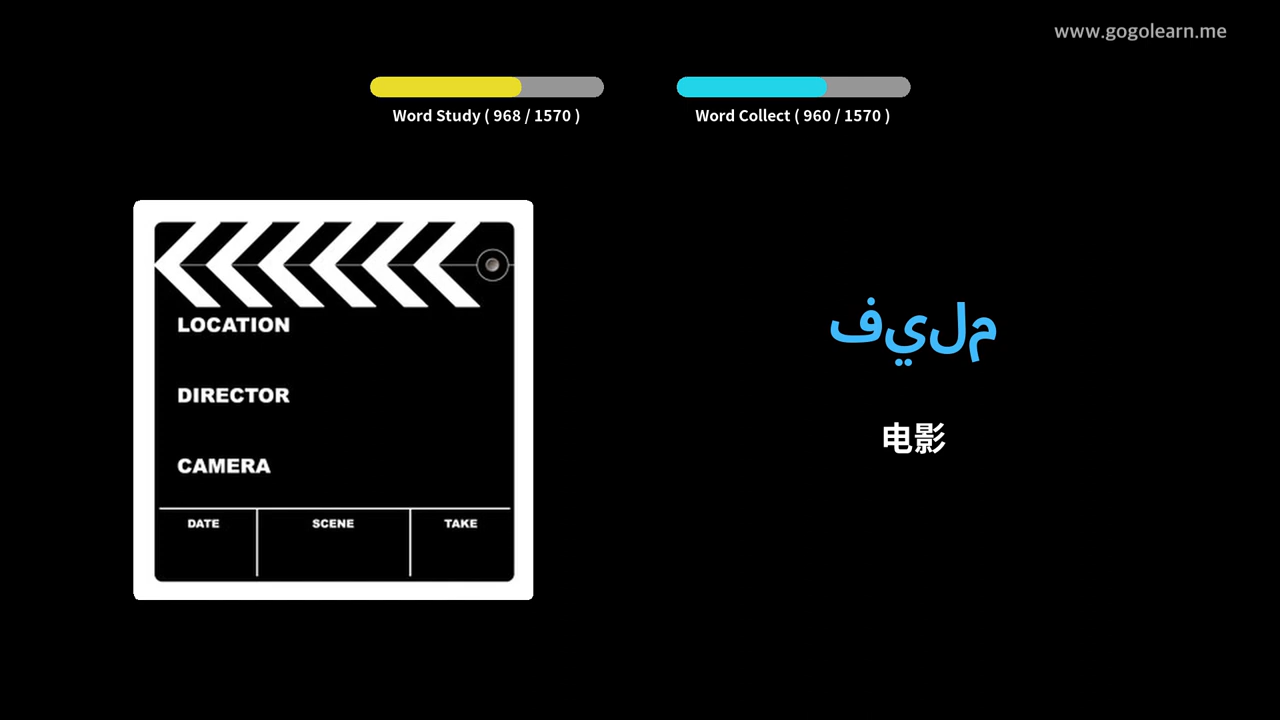 www.gogolearn.me
Word Study ( 968 / 1570 )
Word Collect ( 960 / 1570 )
LOCATION
DIRECTOR
CAMERA
DATE
SCENE
TAKE
مليف
电影